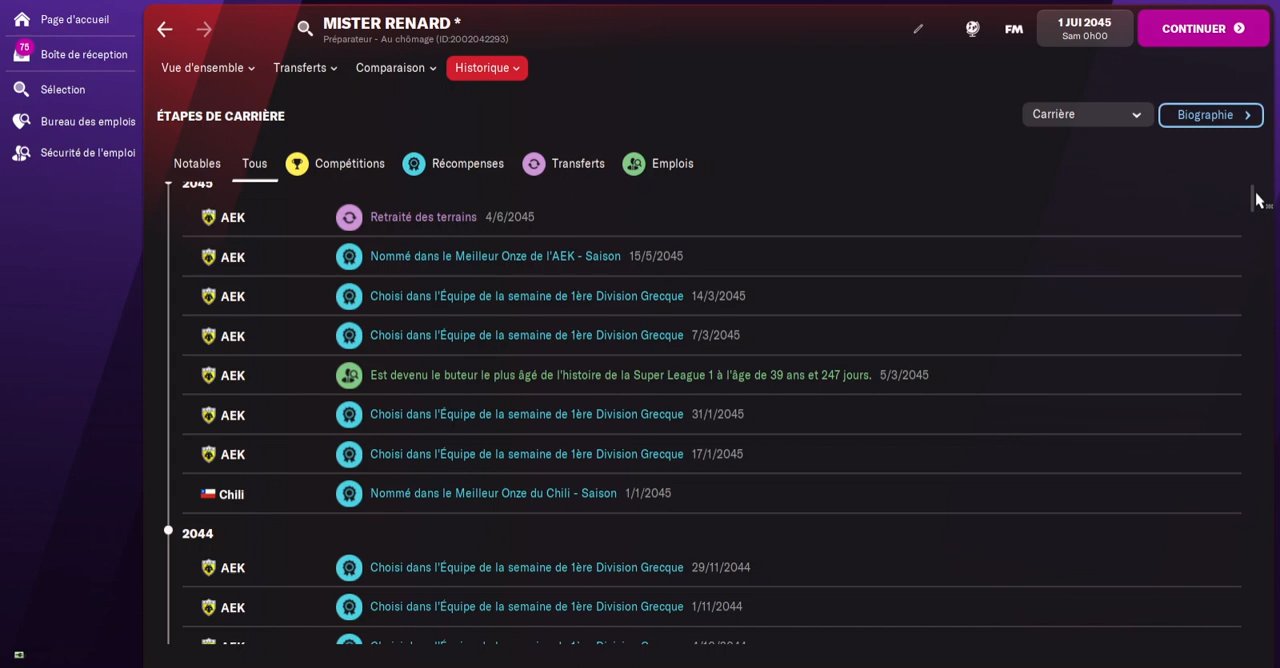 Page d'accueil
75
Boîte de réception
Sélection
Bureau des emplois
Sécurité de l'emploi
MISTER RENARD *
Préparateur - Au chômage (ID:2002042293)
FM
1 JUI 2045
Sam 0h00
CONTINUER
Vue d'ensemble
Transferts
Comparaison
Historique
ÉTAPES DE CARRIÈRE
Carrière
Biographie
Notables
Tous
Compétitions
Récompenses
Transferts
Emplois
2045
AEK Retraité des terrains 4/6/2045
AEK Nommé dans le Meilleur Onze de l'AEK - Saison 15/5/2045
AEK Choisi dans l'Équipe de la semaine de 1ère Division Grecque 14/3/2045
AEK Choisi dans l'Équipe de la semaine de 1ère Division Grecque 7/3/2045
AEK Est devenu le buteur le plus âgé de l'histoire de la Super League 1 à l'âge de 39 ans et 247 jours. 5/3/2045
AEK Choisi dans l'Équipe de la semaine de 1ère Division Grecque 31/1/2045
AEK Choisi dans l'Équipe de la semaine de 1ère Division Grecque 17/1/2045
Chili Nommé dans le Meilleur Onze du Chili - Saison 1/1/2045
2044
AEK Choisi dans l'Équipe de la semaine de 1ère Division Grecque 29/11/2044
AEK Choisi dans l'Équipe de la semaine de 1ère Division Grecque 1/11/2044